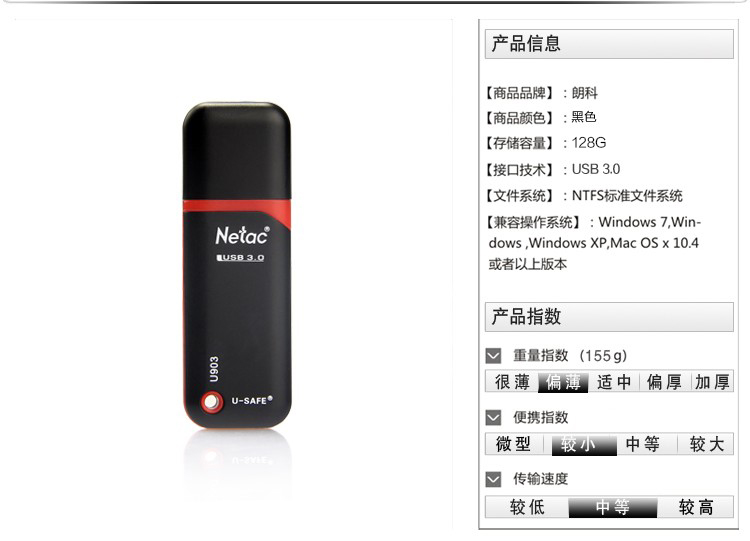 Netac®
USB 3.0
U903
U-SAFE®
产品信息
【商品品牌】：朗科
【商品颜色】：黑色
【存储容量】：128G
【接口技术】：USB 3.0
【文件系统】：NTFS标准文件系统
【兼容操作系统】：Windows 7,Win-
dows ,Windows XP,Mac OS x 10.4
或者以上版本
产品指数
重量指数 (155g)
很薄 偏薄 适中 偏厚 加厚
便携指数
微型 较小 中等 较大
传输速度
较低 中等 较高